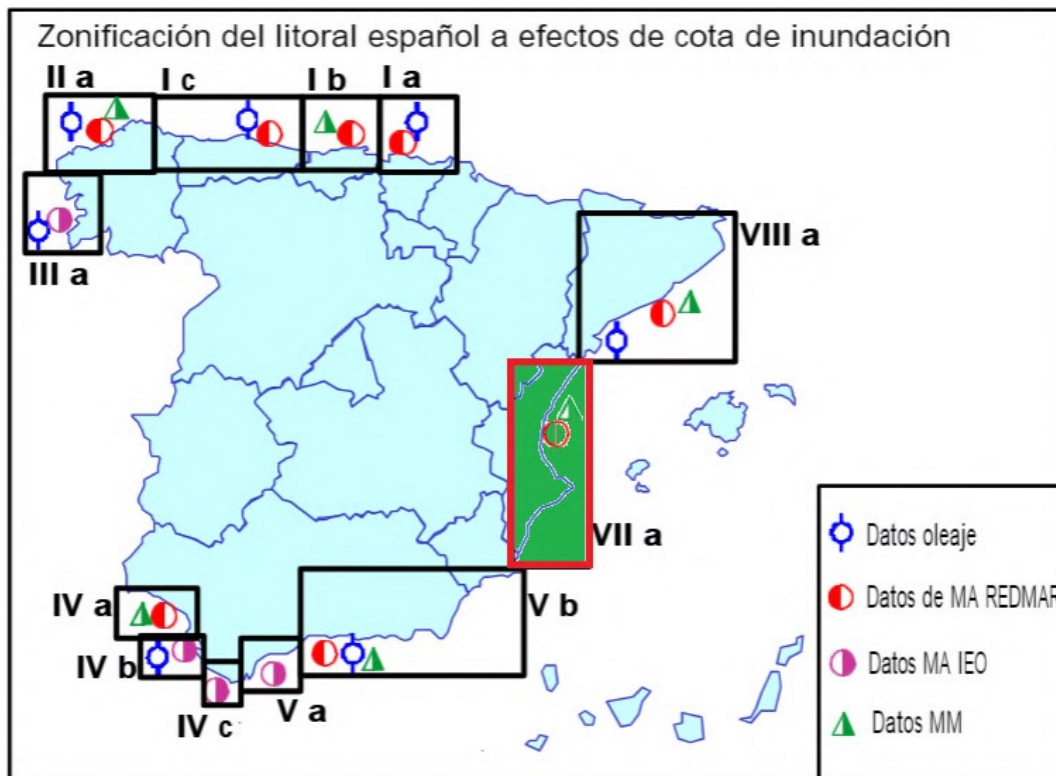 Zonificación del litoral español a efectos de cota de inundación
II a
I c
I b
I a
III a
VIII a
VII a
IV a
IV b
IV c
V a
V b
Datos oleaje
Datos de MA REDMAR
Datos MA IEO
Datos MM